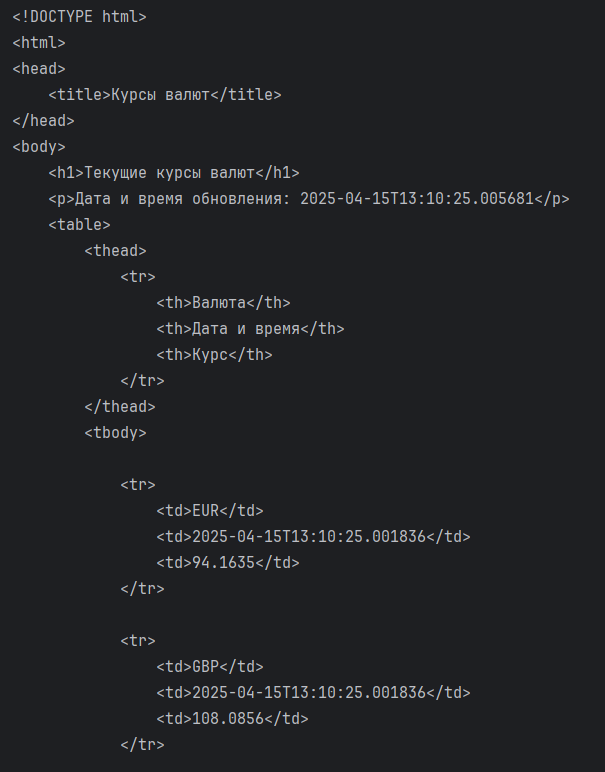 <!DOCTYPE html>
<html>
<head>
    <title>Курсы валют</title>
</head>
<body>
    <h1>Текущие курсы валют</h1>
    <p>Дата и время обновления: 2025-04-15T13:10:25.005681</p>
    <table>
        <thead>
            <tr>
                <th>Валюта</th>
                <th>Дата и время</th>
                <th>Курс</th>
            </tr>
        </thead>
        <tbody>

            <tr>
                <td>EUR</td>
                <td>2025-04-15T13:10:25.001836</td>
                <td>94.1635</td>
            </tr>

            <tr>
                <td>GBP</td>
                <td>2025-04-15T13:10:25.001836</td>
                <td>108.0856</td>
            </tr>